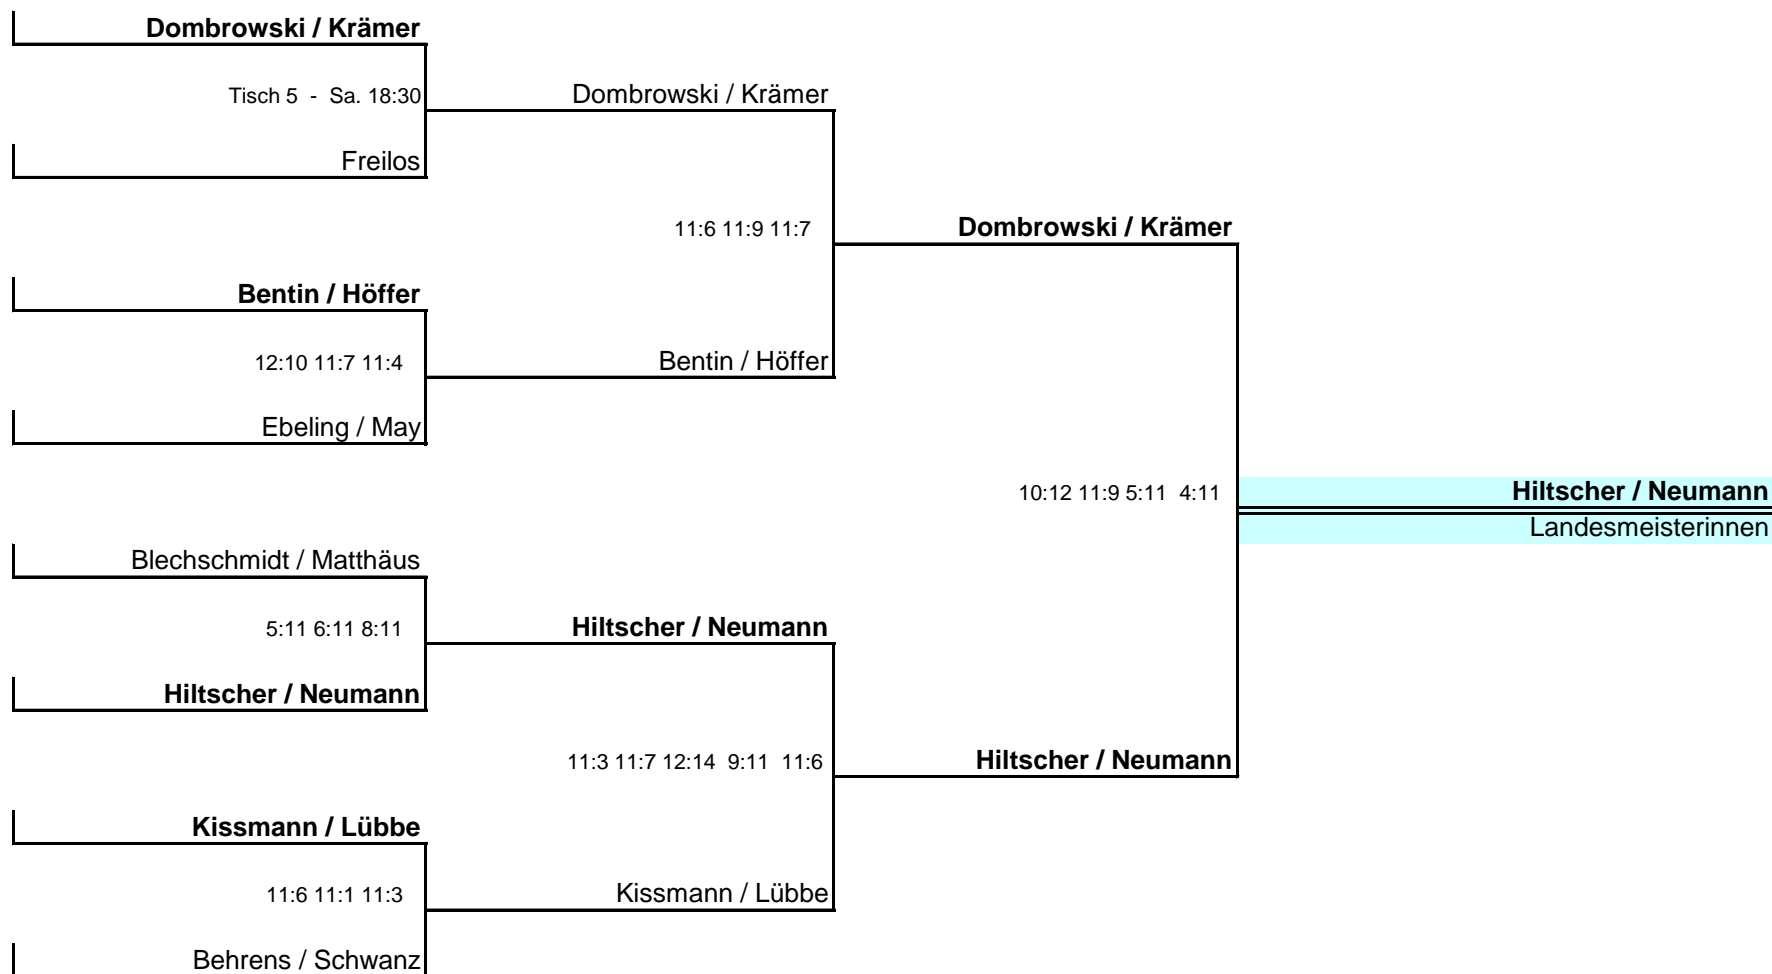 Dombrowski / Krämer
Tisch 5 - Sa. 18:30
Dombrowski / Krämer
Freilos
11:6 11:9 11:7
Dombrowski / Krämer
Bentin / Höffer
12:10 11:7 11:4
Bentin / Höffer
Ebeling / May
10:12 11:9 5:11 4:11
Hiltscher / Neumann
Landesmeisterinnen
Blechschmidt / Matthäus
5:11 6:11 8:11
Hiltscher / Neumann
Hiltscher / Neumann
11:3 11:7 12:14 9:11 11:6
Hiltscher / Neumann
Kissmann / Lübbe
11:6 11:1 11:3
Kissmann / Lübbe
Behrens / Schwanz